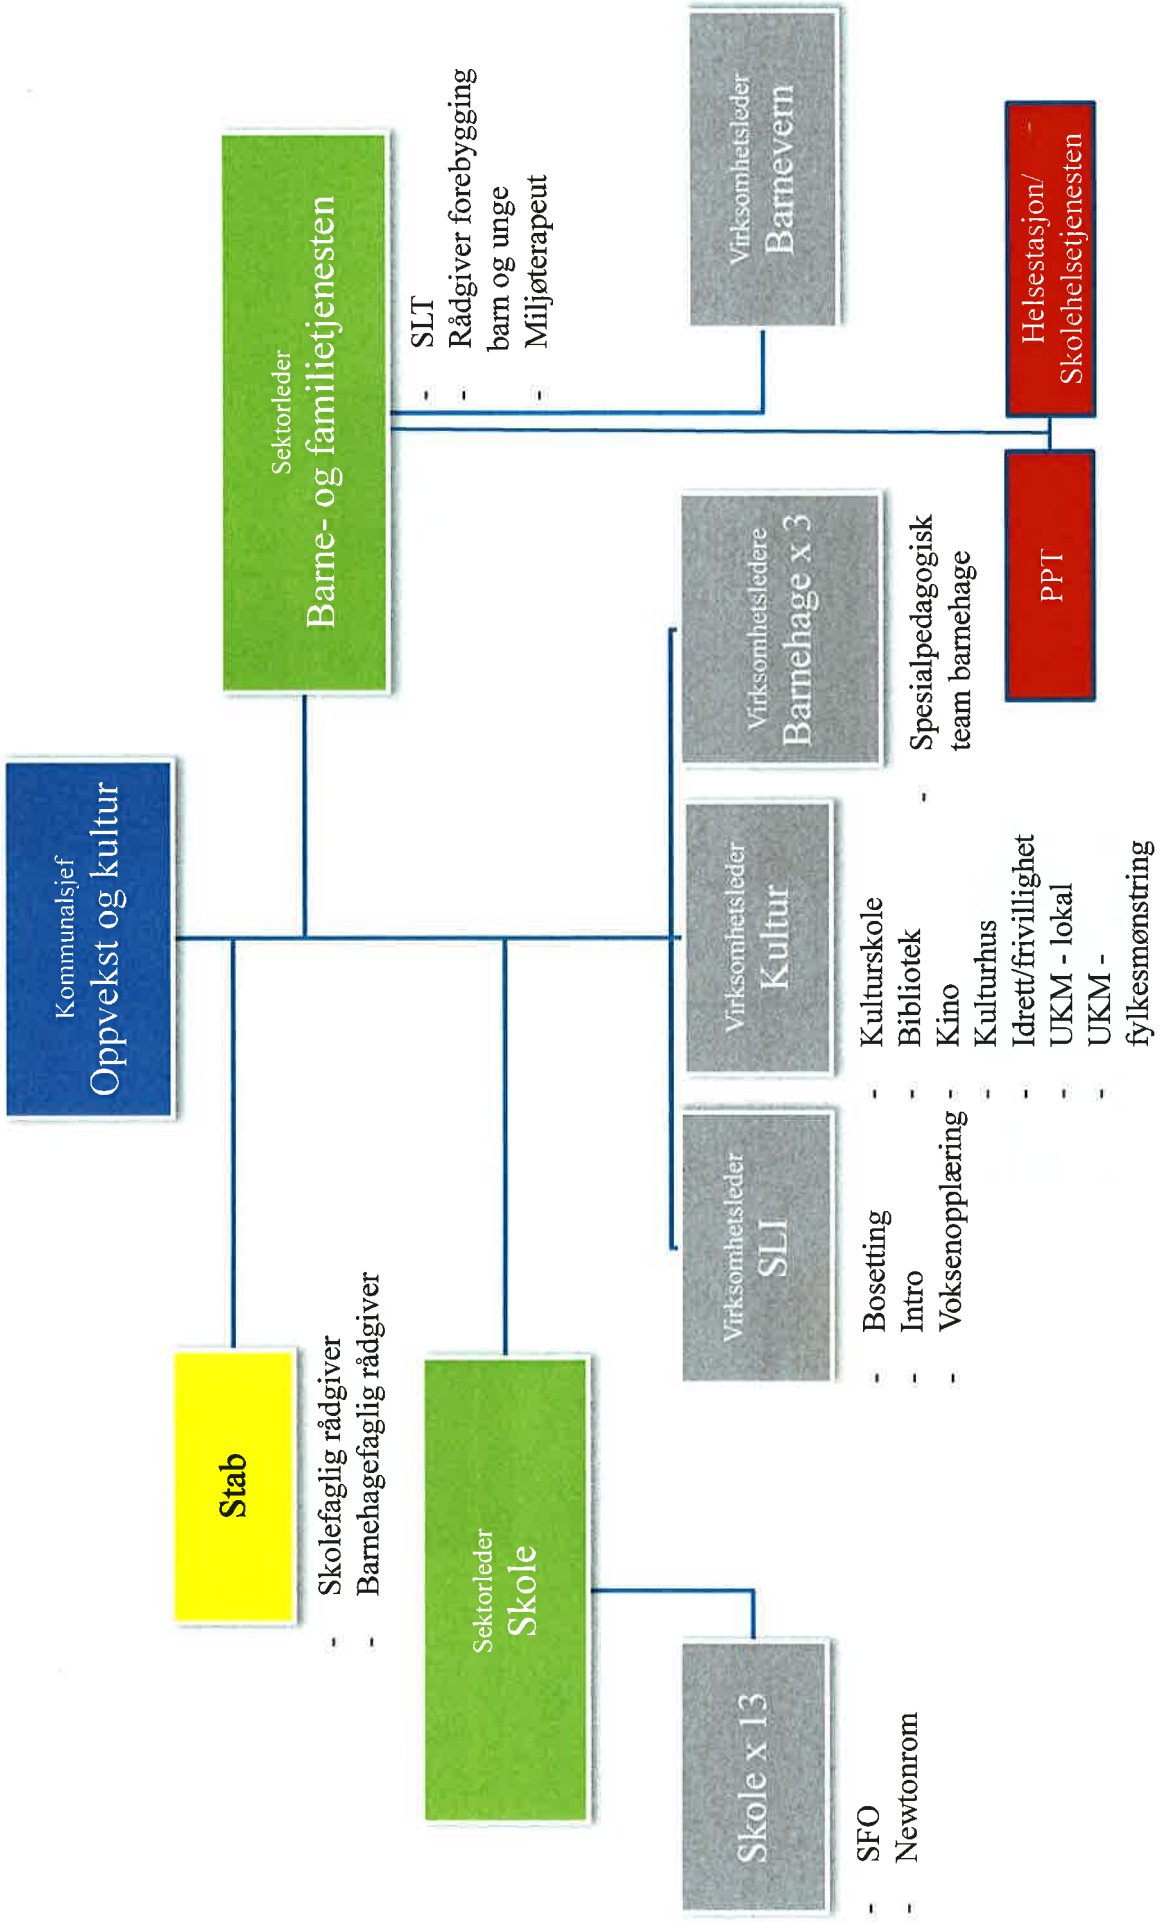 Kommunalsjef
Oppvekst og kultur
Stab
- Skolefaglig rådgiver
- Barnehagefaglig rådgiver
Sektorleder
Barne- og familietjenesten
- SLT
- Rådgiver forebygging
barn og unge
- Miljøterapeut
Sektorleder
Skole
Skole x 13
- SFO
- Newtonrom
Virksomhetsleder
SLI
- Bosetting
- Intro
- Voksenopplæring
Virksomhetsleder
Kultur
- Kulturskole
- Bibliotek
- Kino
- Kulturhus
- Idrett/frivillighet
- UKM - lokal
- UKM -
fylkesmønstring
Virksomhetsledere
Barnehage x 3
- Spesialpedagogisk
team barnehage
Virksomhetsleder
Barnevern
PPT
Helsestasjon/
Skolehelsetjenesten